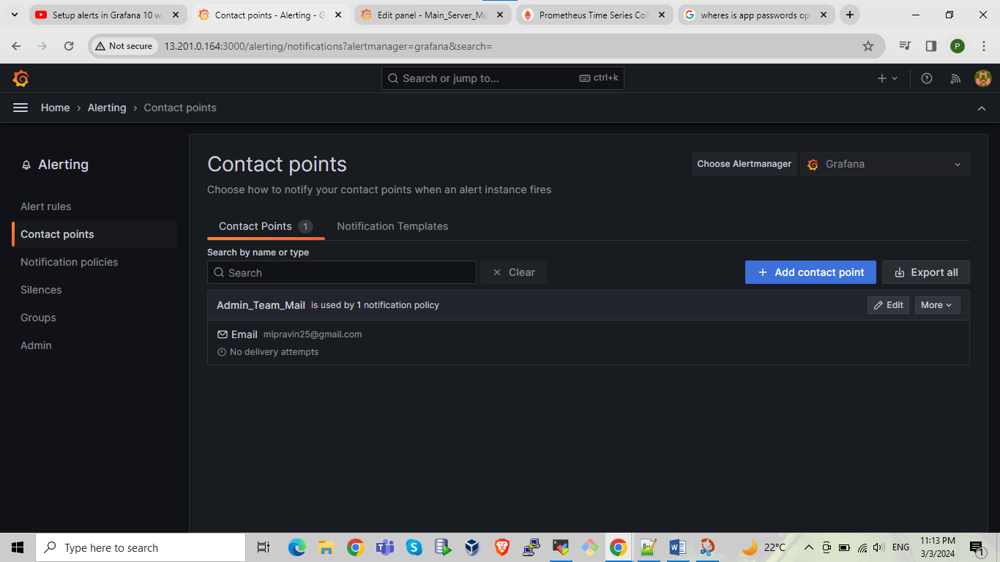 Setup alerts in Grafana 10 w
Contact points - Alerting - G
Edit panel - Main_Server_Mo
Prometheus Time Series Coll
wheres is app passwords op
Not secure
13.201.0.164:3000/alerting/notifications?alertmanager=grafana&search=
P
Search or jump to...
ctrl+k
Home › Alerting › Contact points
Alerting
Alert rules
Contact points
Notification policies
Silences
Groups
Admin
Contact points
Choose Alertmanager
Grafana
Choose how to notify your contact points when an alert instance fires
Contact Points 1
Notification Templates
Search by name or type
Search
Clear
Add contact point
Export all
Admin_Team_Mail is used by 1 notification policy
Edit
More
Email mipravin25@gmail.com
No delivery attempts
Type here to search
22°C
ENG
11:13 PM
3/3/2024
1